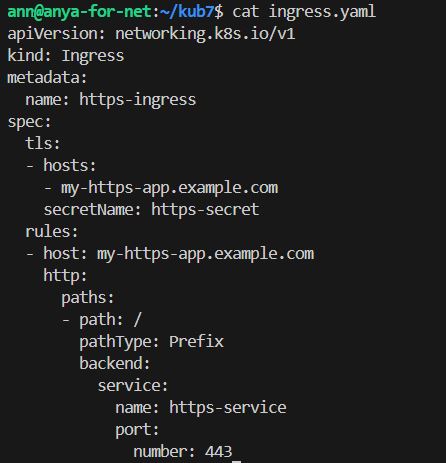 ann@anya-for-net:~/kub7$ cat ingress.yaml
apiVersion: networking.k8s.io/v1
kind: Ingress
metadata:
  name: https-ingress
spec:
  tls:
  - hosts:
    - my-https-app.example.com
    secretName: https-secret
  rules:
  - host: my-https-app.example.com
    http:
      paths:
      - path: /
        pathType: Prefix
        backend:
          service:
            name: https-service
            port:
              number: 443